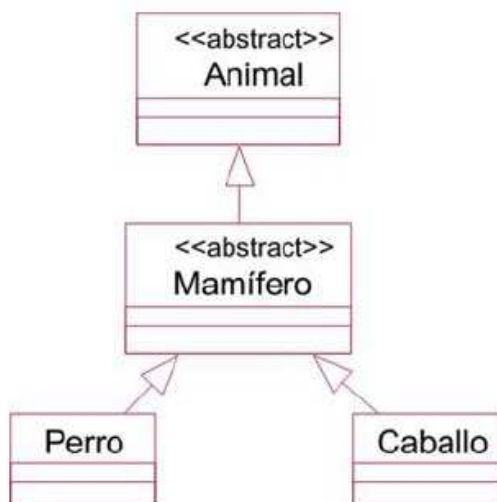 <<abstract>>
Animal
<<abstract>>
Mamífero
Perro
Caballo